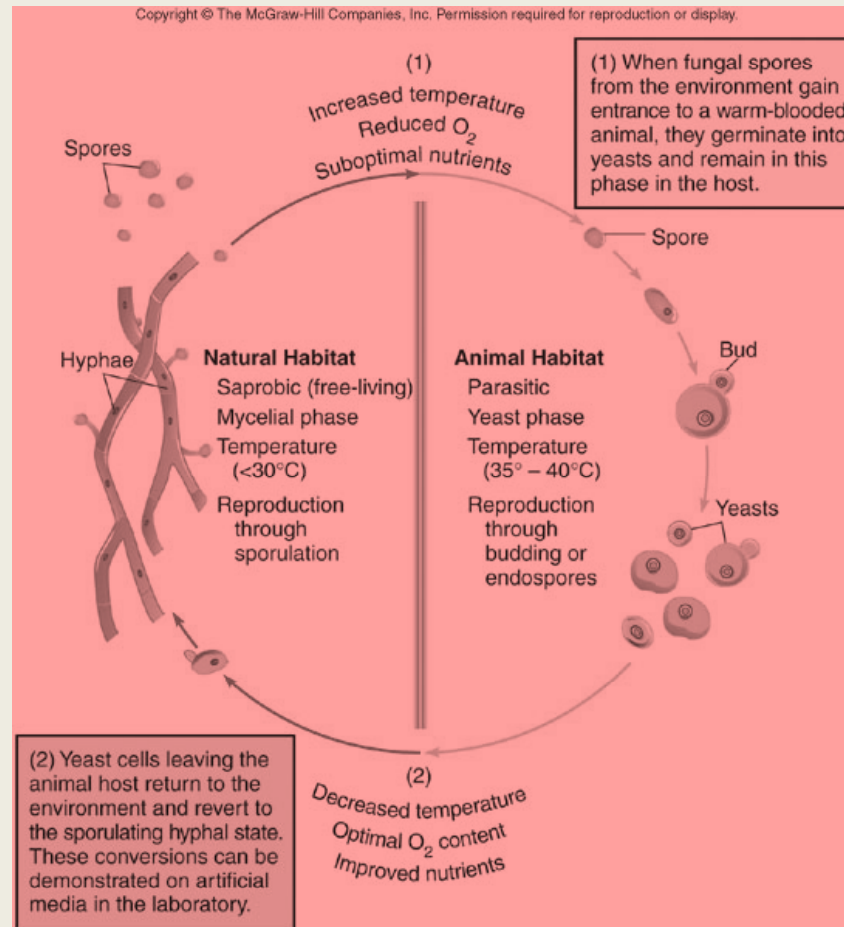 Copyright © The McGraw-Hill Companies, Inc. Permission required for reproduction or display.
(1)
Increased temperature
Reduced O₂
Suboptimal nutrients
(1) When fungal spores
from the environment gain
entrance to a warm-blooded
animal, they germinate into
yeasts and remain in this
phase in the host.
Spores
Spore
Hyphae
Bud
Natural Habitat
Saprobic (free-living)
Mycelial phase
Temperature
(<30°C)
Reproduction
through
sporulation
Animal Habitat
Parasitic
Yeast phase
Temperature
(35° – 40°C)
Reproduction
through
budding or
endospores
Yeasts
(2) Yeast cells leaving the
animal host return to the
environment and revert to
the sporulating hyphal state.
These conversions can be
demonstrated on artificial
media in the laboratory.
(2)
Decreased temperature
Optimal O₂ content
Improved nutrients